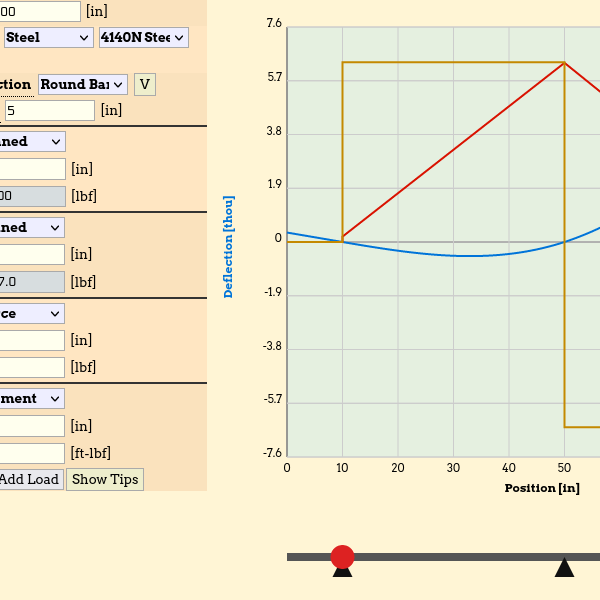 00 [in]
Steel 4140N Stee
ction Round Bar V
5 [in]
ned
[in]
00 [lbf]
ned
[in]
7.0 [lbf]
ce
[in]
[lbf]
ment
[in]
[ft-lbf]
Add Load Show Tips
Deflection [thou]
7.6
5.7
3.8
1.9
0
-1.9
-3.8
-5.7
-7.6
0 10 20 30 40 50
Position [in]